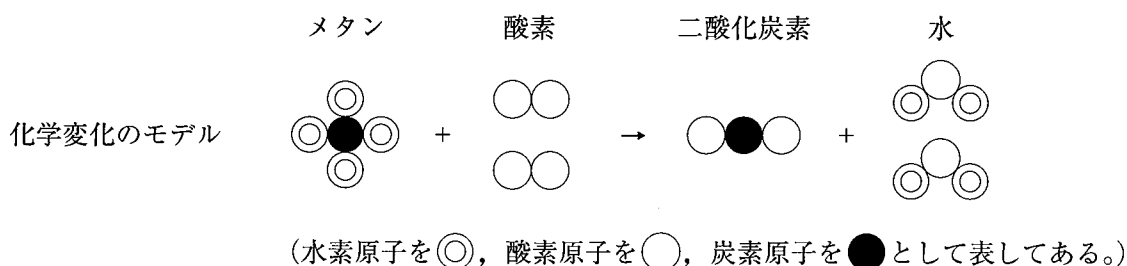 メタン 酸素 二酸化炭素 水
化学変化のモデル + → +
(水素原子を◎，酸素原子を○，炭素原子を●として表してある。)